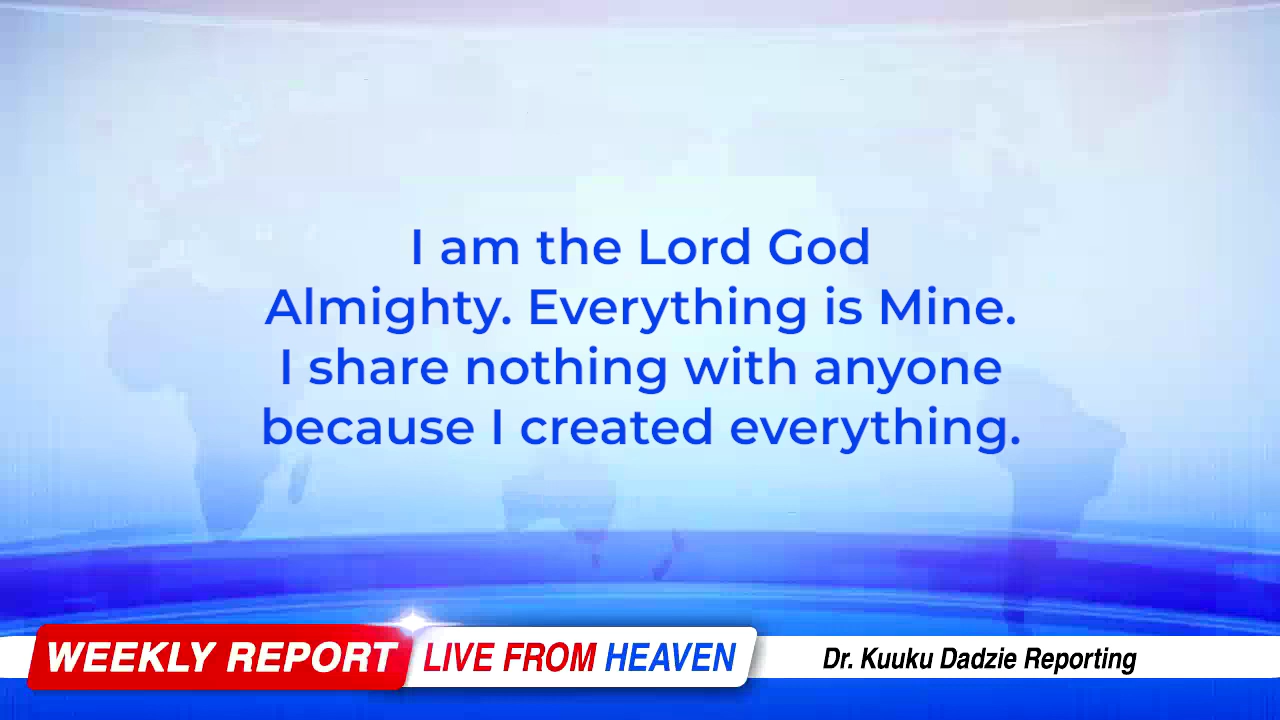 I am the Lord God
Almighty. Everything is Mine.
I share nothing with anyone
because I created everything.
WEEKLY REPORT LIVE FROM HEAVEN Dr. Kuuku Dadzie Reporting